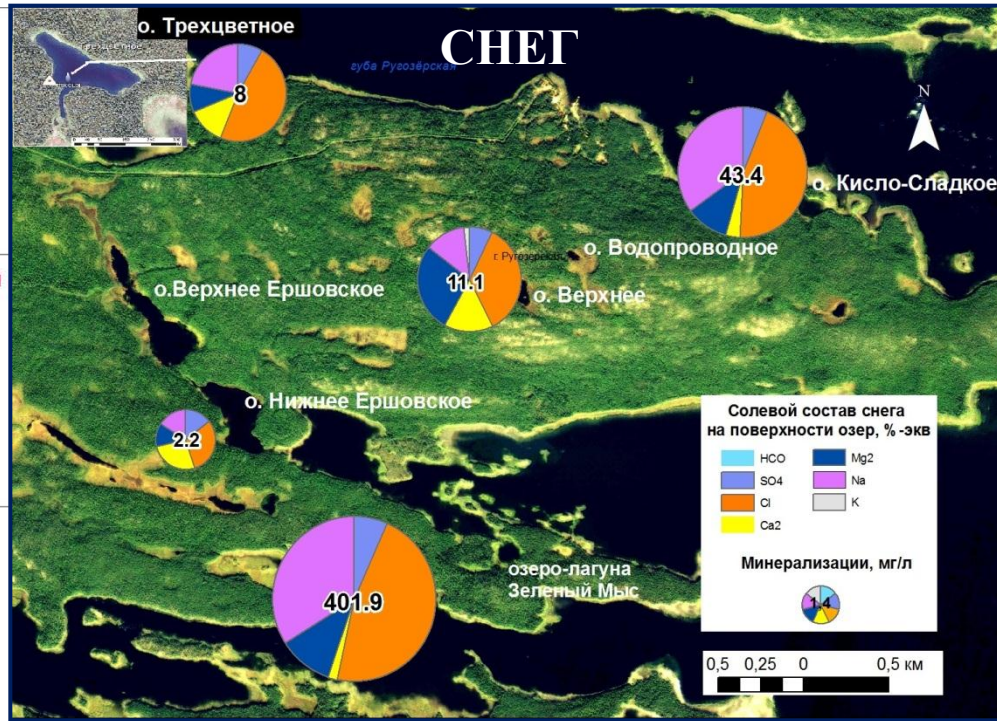 СНЕГ
о. Трехцветное
губа Ругозёрская
8
43.4
N
о. Кисло-Сладкое
о. Водопроводное
11.1
о.Верхнее Ершовское
о. Верхнее
о. Нижнее Ершовское
2.2
401.9
озеро-лагуна
Зеленый Мыс
Солевой состав снега
на поверхности озер, %-экв
HCO
SO4
Cl
Ca2
Mg2
Na
K
Минерализации, мг/л
1.4
0,5 0,25 0 0,5 км